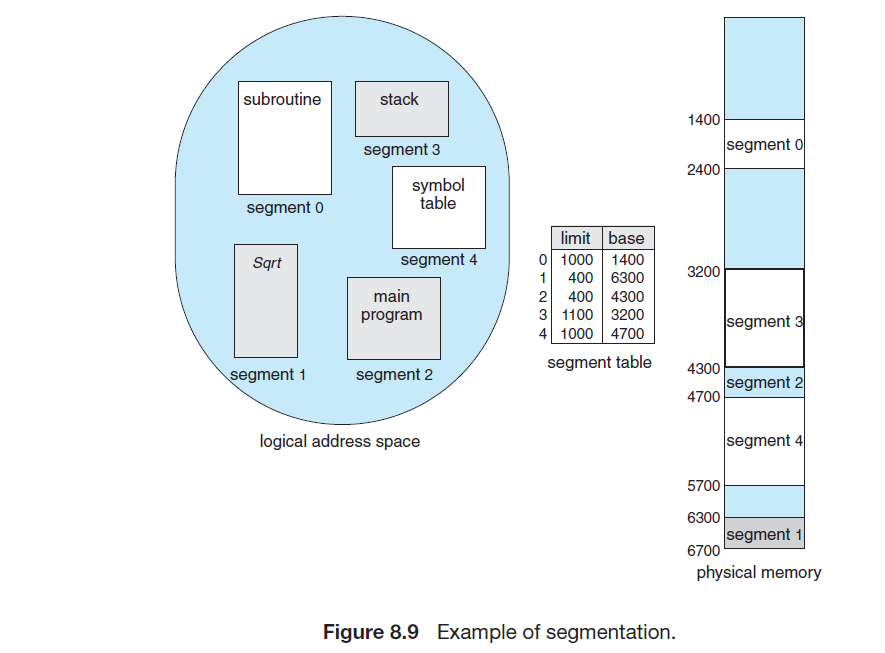 subroutine
segment 0
stack
segment 3
symbol
table
segment 4
Sqrt
segment 1
main
program
segment 2
logical address space
limit base
0 1000 1400
1 400 6300
2 400 4300
3 1100 3200
4 1000 4700
segment table
1400
segment 0
2400
3200
segment 3
4300
segment 2
4700
segment 4
5700
6300
segment 1
6700
physical memory
Figure 8.9 Example of segmentation.